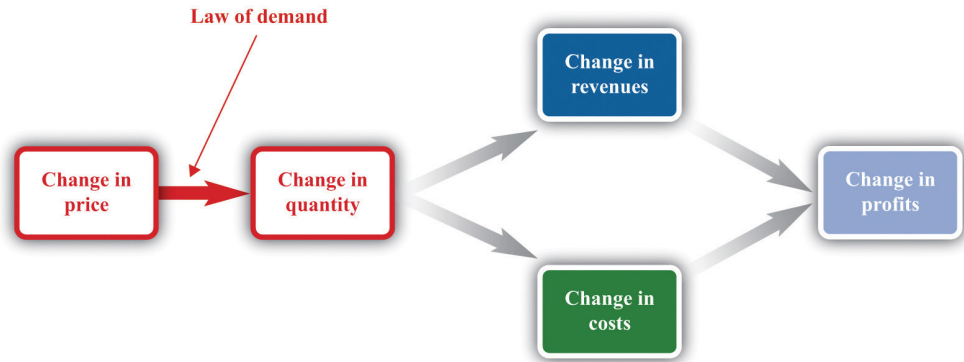 Law of demand
Change in
price
Change in
quantity
Change in
revenues
Change in
costs
Change in
profits